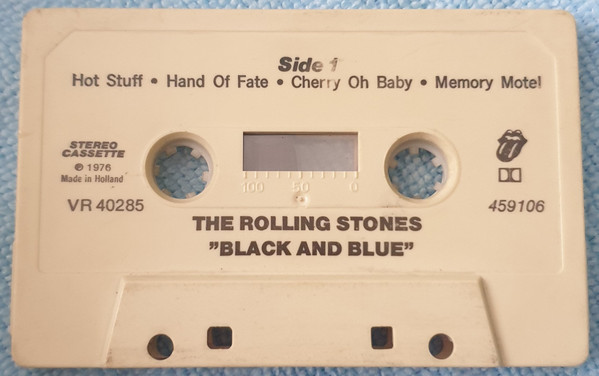 Side 1
Hot Stuff • Hand Of Fate • Cherry Oh Baby • Memory Motel
STEREO
CASSETTE
℗ 1976
Made in Holland
VR 40285
100 50 0
459106
THE ROLLING STONES
"BLACK AND BLUE"